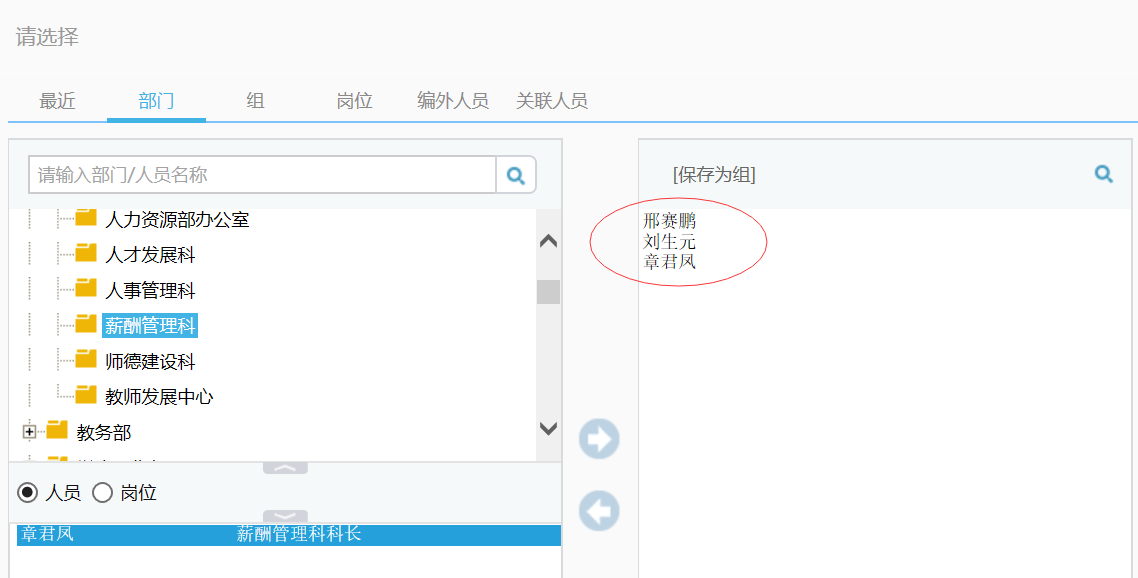 请选择
最近 部门 组 岗位 编外人员 关联人员
请输入部门/人员名称
人力资源部办公室
人才发展科
人事管理科
薪酬管理科
师德建设科
教师发展中心
教务部
人员 岗位
章君凤 薪酬管理科科长
[保存为组]
邢赛鹏
刘生元
章君凤